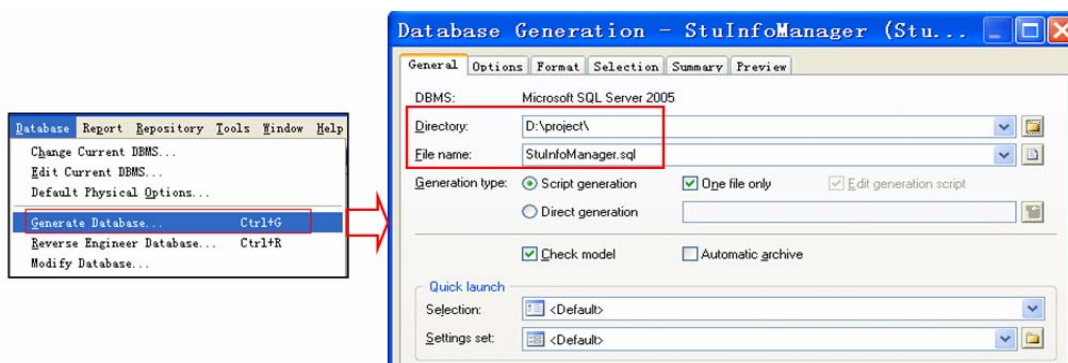 Database Report Repository Tools Window Help
Change Current DBMS...
Edit Current DBMS...
Default Physical Options...
Generate Database... Ctrl+G
Reverse Engineer Database... Ctrl+R
Modify Database...
Database Generation - StuInfoManager (Stu...
General Options Format Selection Summary Preview
DBMS: Microsoft SQL Server 2005
Directory: D:\project\
File name: StuInfoManager.sql
Generation type: Script generation One file only Edit generation script
Direct generation
Check model Automatic archive
Quick launch
Selection: <Default>
Settings set: <Default>